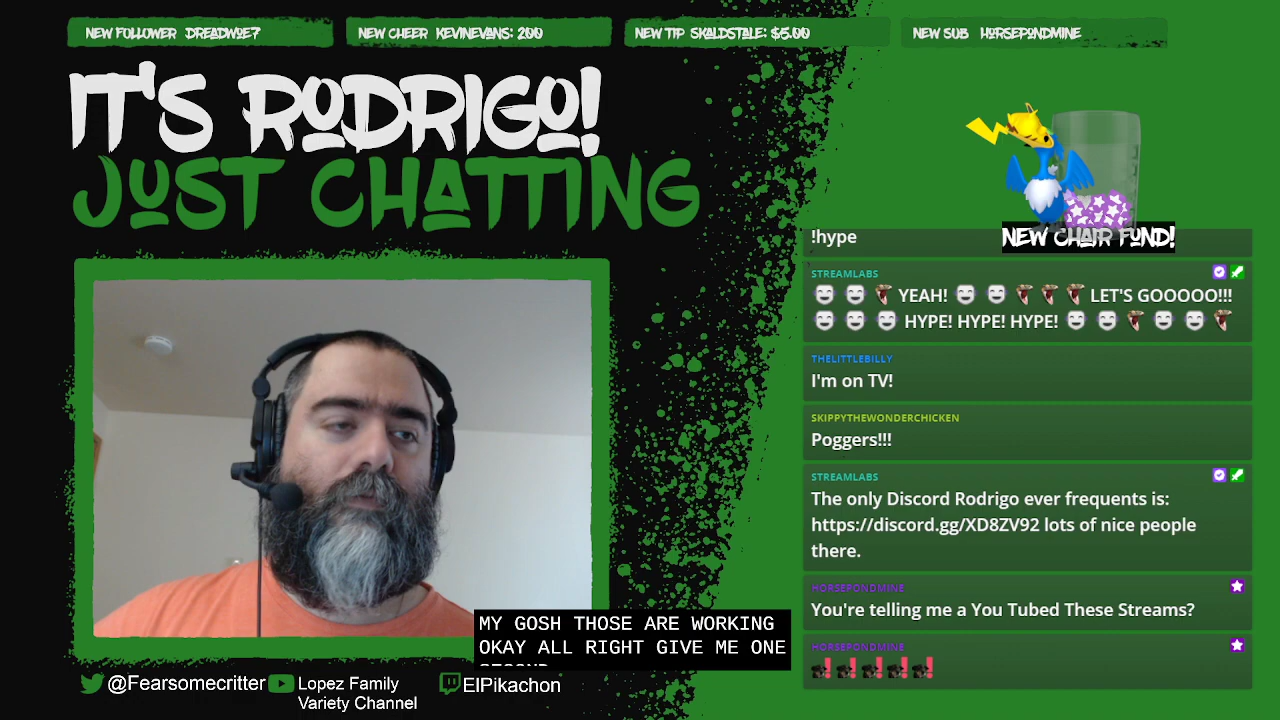 NEW FOLLOWER DREADWOE7
NEW CHEER KEVINEVANS: 200
NEW TIP SKALDSTALE: $5.00
NEW SUB HORSEPONDMINE
IT'S RODRIGO!
JUST CHATTING
NEW CHAIR FUND!
!hype
STREAMLABS
YEAH! LET'S GOOOOO!!!
HYPE! HYPE! HYPE!
THELITTLEBILLY
I'm on TV!
SKIPPYTHEWONDERCHICKEN
Poggers!!!
STREAMLABS
The only Discord Rodrigo ever frequents is:
https://discord.gg/XD8ZV92 lots of nice people
there.
HORSEPONDMINE
You're telling me a You Tubed These Streams?
HORSEPONDMINE
MY GOSH THOSE ARE WORKING
OKAY ALL RIGHT GIVE ME ONE
@Fearsomecritter
Lopez Family
Variety Channel
ElPikachon